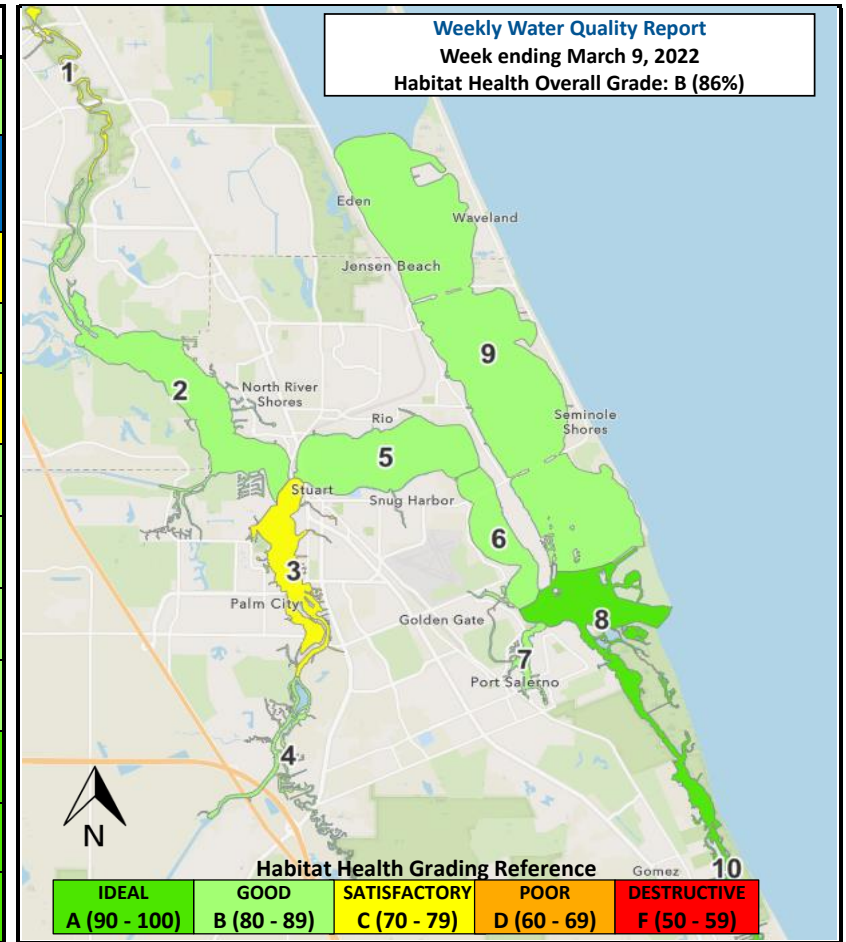 Weekly Water Quality Report
Week ending March 9, 2022
Habitat Health Overall Grade: B (86%)
1
Eden
Waveland
Jensen Beach
9
2
North River
Shores
Rio
Seminole
Shores
5
Stuart
Snug Harbor
6
3
Palm City
Golden Gate
8
7
Port Salerno
4
N
Habitat Health Grading Reference
Gomez
10
IDEAL GOOD SATISFACTORY POOR DESTRUCTIVE
A (90 - 100) B (80 - 89) C (70 - 79) D (60 - 69) F (50 - 59)